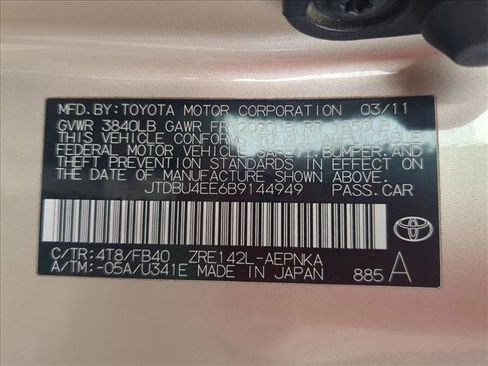 MFD.BY:TOYOTA MOTOR CORPORATION 03/11
GVWR 3840LB GAWR FR 2090LB RR 1850LB
THIS VEHICLE CONFORMS TO ALL APPLICABLE
FEDERAL MOTOR VEHICLE SAFETY, BUMPER, AND
THEFT PREVENTION STANDARDS IN EFFECT ON
THE DATE OF MANUFACTURE SHOWN ABOVE.
JTDBU4EE6B9144949 PASS.CAR
C/TR:4T8/FB40 ZRE142L-AEPNKA
A/TM:-05A/U341E MADE IN JAPAN
TOYOTA
885 A